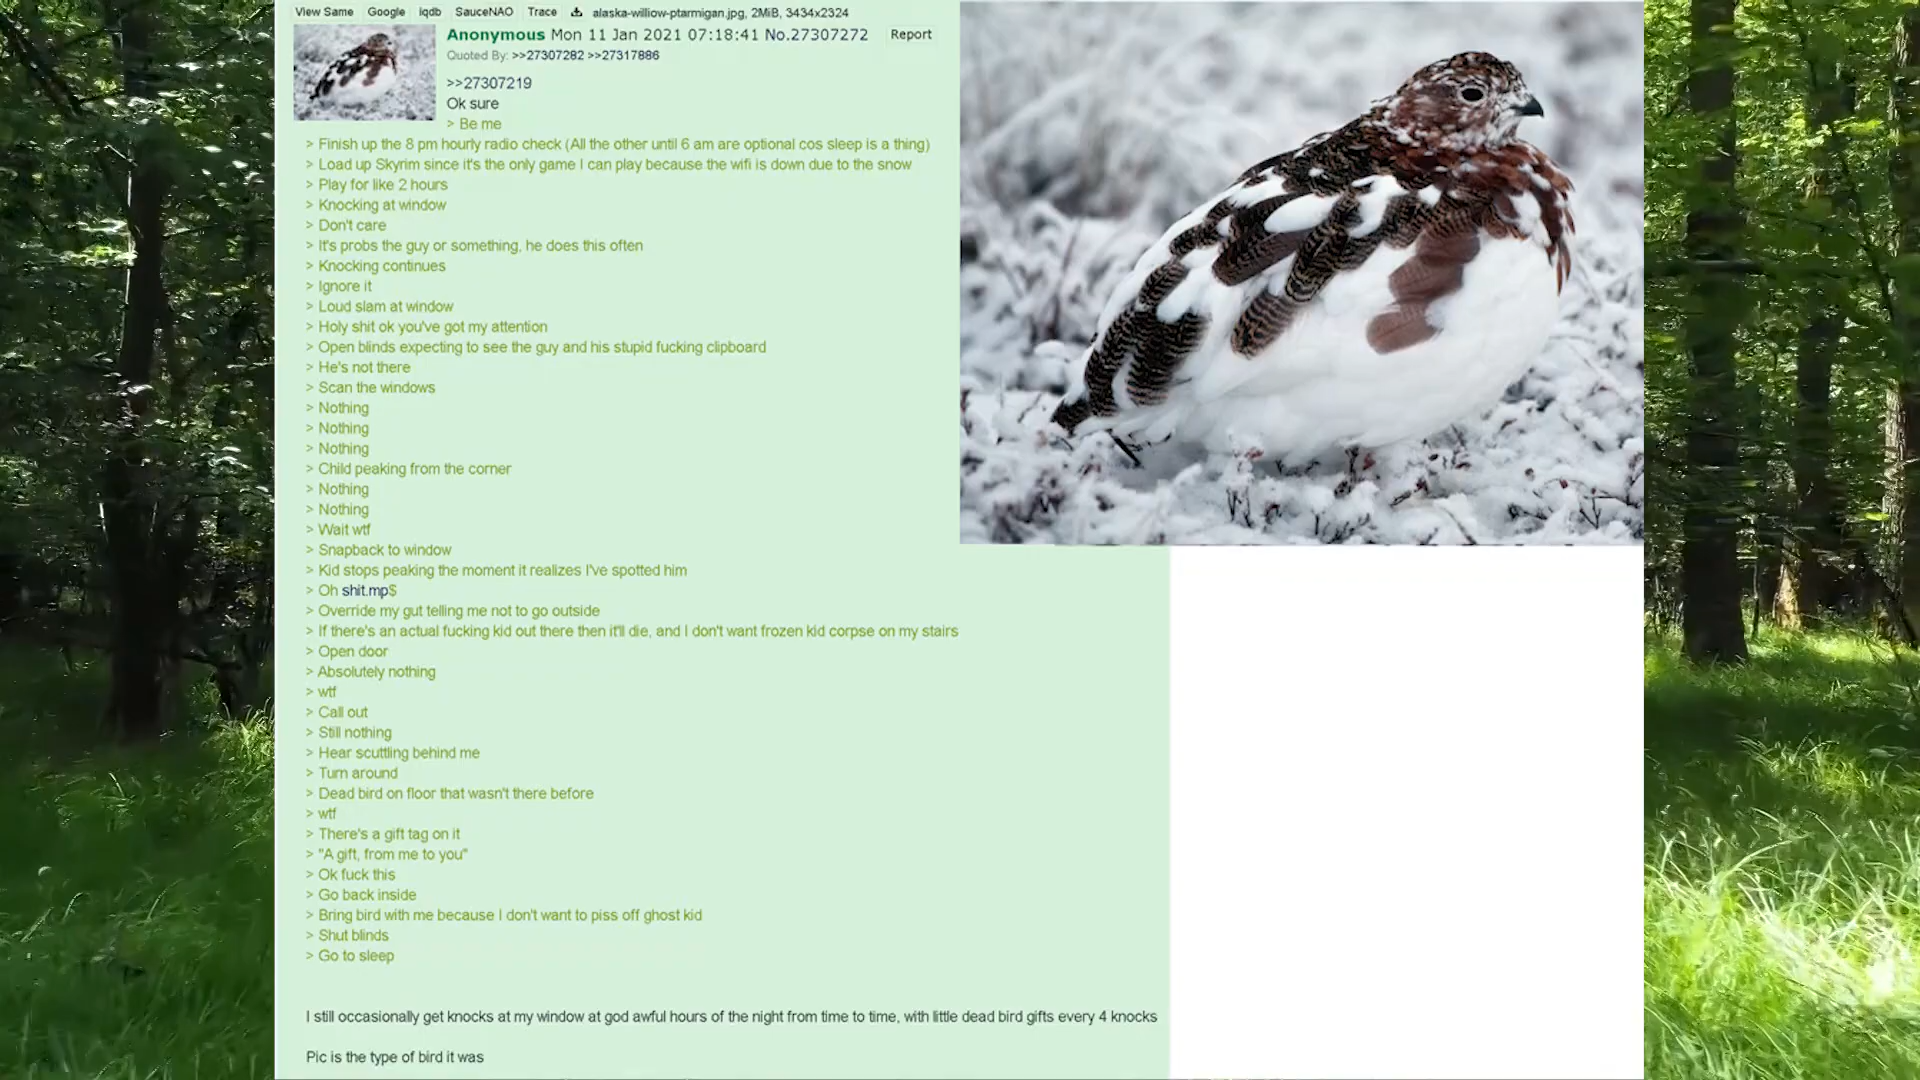 View Same Google iqdb SauceNAO Trace alaska-williow-ptarmigan.jpg, 2MiB, 3434x2324
Anonymous Mon 11 Jan 2021 07:18:41 No.27307272 Report
Quoted By: >>27307282 >>27317886
>>27307219
Ok sure
> Be me
> Finish up the 8 pm hourly radio check (All the other until 6 am are optional cos sleep is a thing)
> Load up Skyrim since it's the only game I can play because the wifi is down due to the snow
> Play for like 2 hours
> Knocking at window
> Don't care
> It's probs the guy or something, he does this often
> Knocking continues
> Ignore it
> Loud slam at window
> Holy shit ok you've got my attention
> Open blinds expecting to see the guy and his stupid fucking clipboard
> He's not there
> Scan the windows
> Nothing
> Nothing
> Nothing
> Child peaking from the corner
> Nothing
> Nothing
> Wait wtf
> Snapback to window
> Kid stops peaking the moment it realizes I've spotted him
> Oh shit.mp$
> Override my gut telling me not to go outside
> If there's an actual fucking kid out there then it'll die, and I don't want frozen kid corpse on my stairs
> Open door
> Absolutely nothing
> wtf
> Call out
> Still nothing
> Hear scuttling behind me
> Turn around
> Dead bird on floor that wasn't there before
> wtf
> There's a gift tag on it
> "A gift, from me to you"
> Ok fuck this
> Go back inside
> Bring bird with me because I don't want to piss off ghost kid
> Shut blinds
> Go to sleep
I still occasionally get knocks at my window at god awful hours of the night from time to time, with little dead bird gifts every 4 knocks
Pic is the type of bird it was